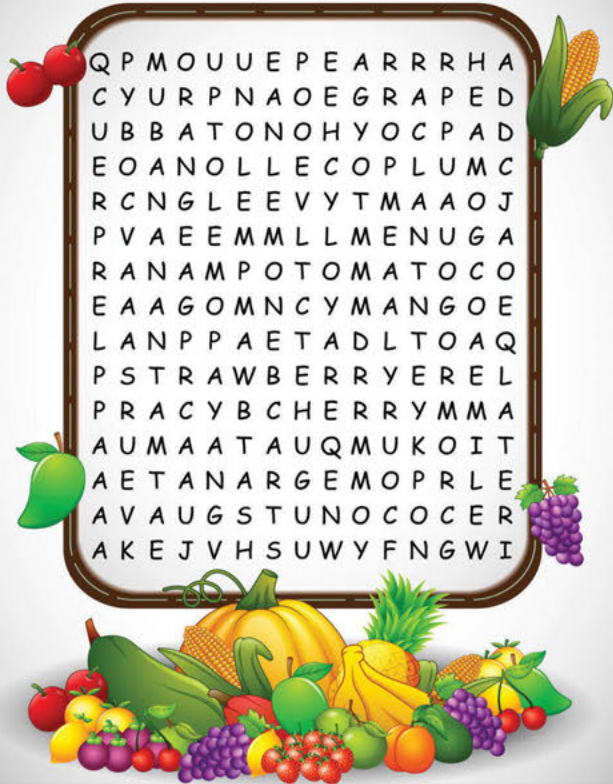 Q P M O U U E P E A R R R H A
C Y U R P N A O E G R A P E D
U B B A T O N O H Y O C P A D
E O A N O L L E C O P L U M C
R C N G L E E V Y T M A A O J
P V A E E M M L L M E N U G A
R A N A M P O T O M A T O C O
E A A G O M N C Y M A N G O E
L A N P P A E T A D L T O A Q
P S T R A W B E R R Y E R E L
P R A C Y B C H E R R Y M M A
A U M A A T A U Q M U K O I T
A E T A N A R G E M O P R L E
A V A U G S T U N O C O C E R
A K E J V H S U W Y F N G W I